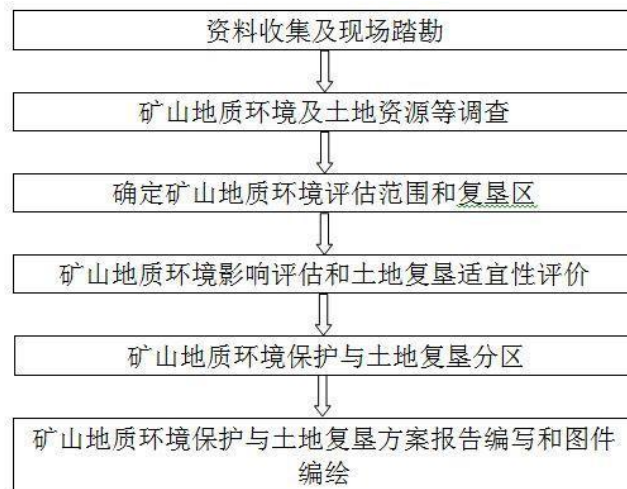 资料收集及现场踏勘
矿山地质环境及土地资源等调查
确定矿山地质环境评估范围和复垦区
矿山地质环境影响评估和土地复垦适宜性评价
矿山地质环境保护与土地复垦分区
矿山地质环境保护与土地复垦方案报告编写和图件
编绘